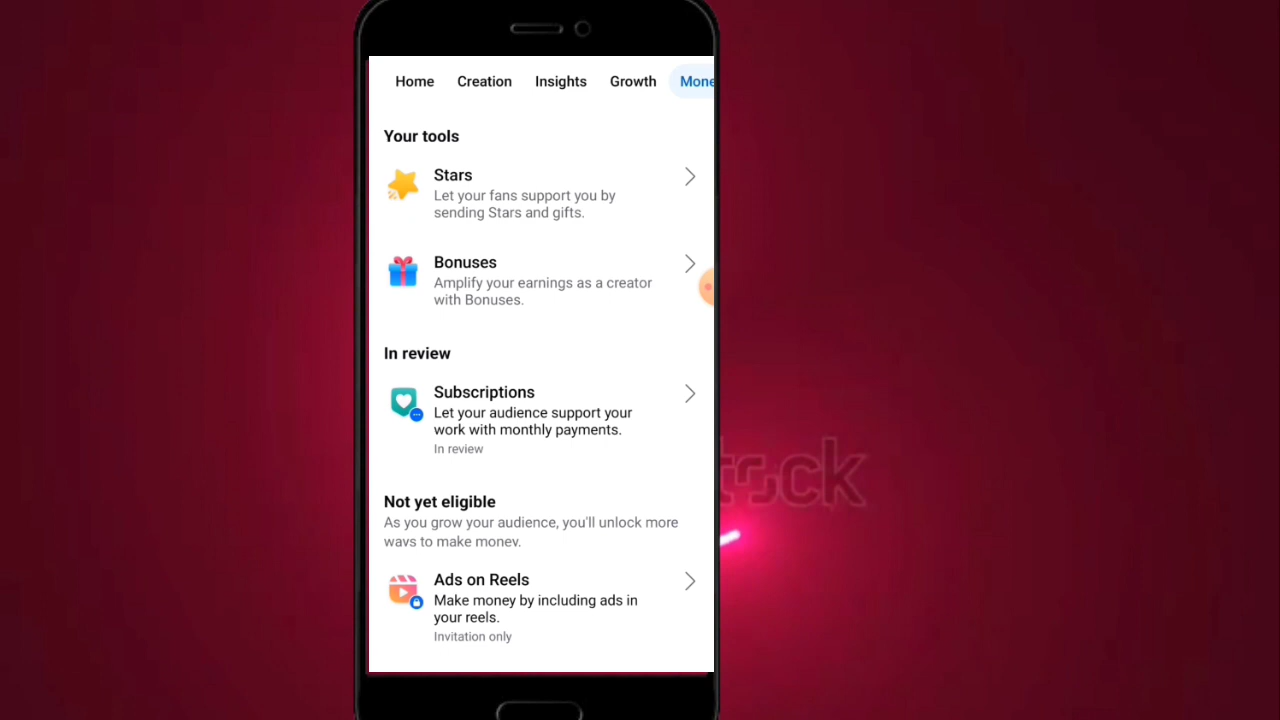 Home Creation Insights Growth Mone
Your tools
Stars
Let your fans support you by
sending Stars and gifts.
Bonuses
Amplify your earnings as a creator
with Bonuses.
In review
Subscriptions
Let your audience support your
work with monthly payments.
In review
Not yet eligible
As you grow your audience, you'll unlock more
ways to make money.
Ads on Reels
Make money by including ads in
your reels.
Invitation only
tock